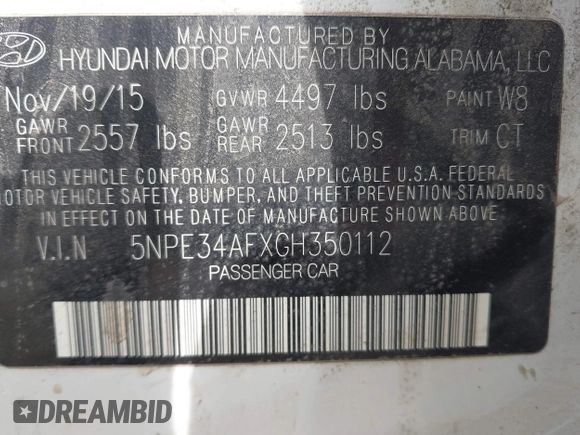 MANUFACTURED BY
HYUNDAI MOTOR MANUFACTURING ALABAMA, LLC
Nov/19/15 GVWR 4497 lbs PAINT W8
GAWR FRONT 2557 lbs GAWR REAR 2513 lbs TRIM CT
THIS VEHICLE CONFORMS TO ALL APPLICABLE U.S.A. FEDERAL
MOTOR VEHICLE SAFETY, BUMPER, AND THEFT PREVENTION STANDARDS
IN EFFECT ON THE DATE OF MANUFACTURE SHOWN ABOVE
V.I.N 5NPE34AFXGH350112
PASSENGER CAR
DREAMBID